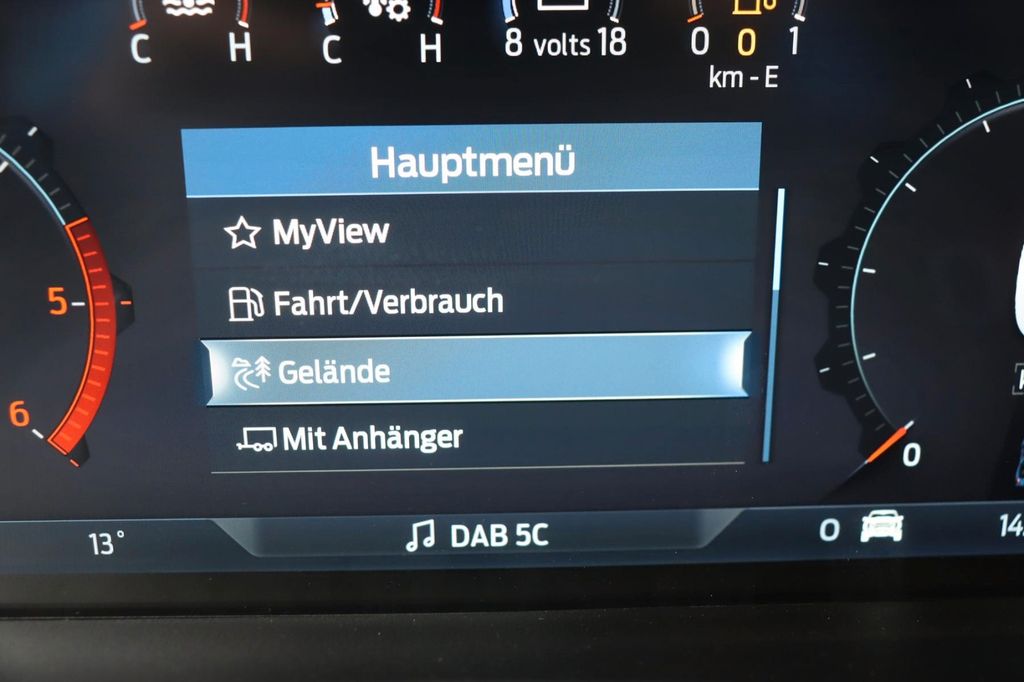 C H C H 8 volts 18 0 0 1
km - E
Hauptmenü
MyView
Fahrt/Verbrauch
5
Gelände
6
Mit Anhänger
0
13° DAB 5C 0